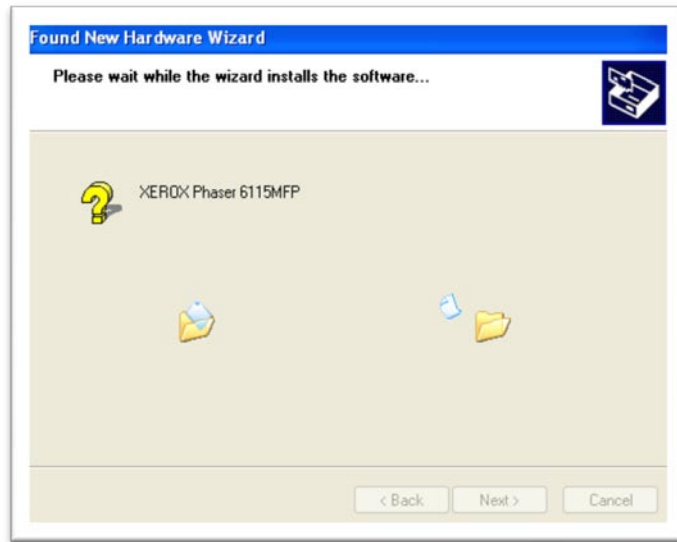 Found New Hardware Wizard
Please wait while the wizard installs the software...
XEROX Phaser 6115MFP
< Back
Next >
Cancel